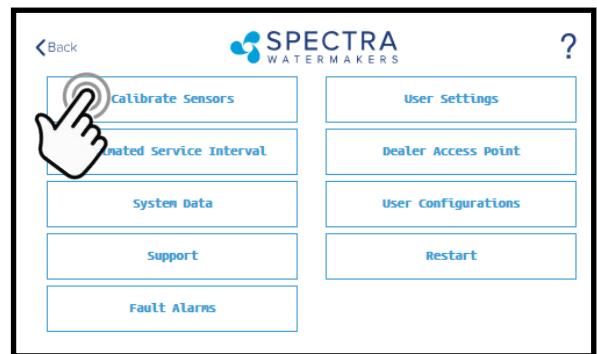 Back
SPECTRA
WATERMAKERS
?
Calibrate Sensors
User Settings
Service Interval
Dealer Access Point
System Data
User Configurations
Support
Restart
Fault Alarms